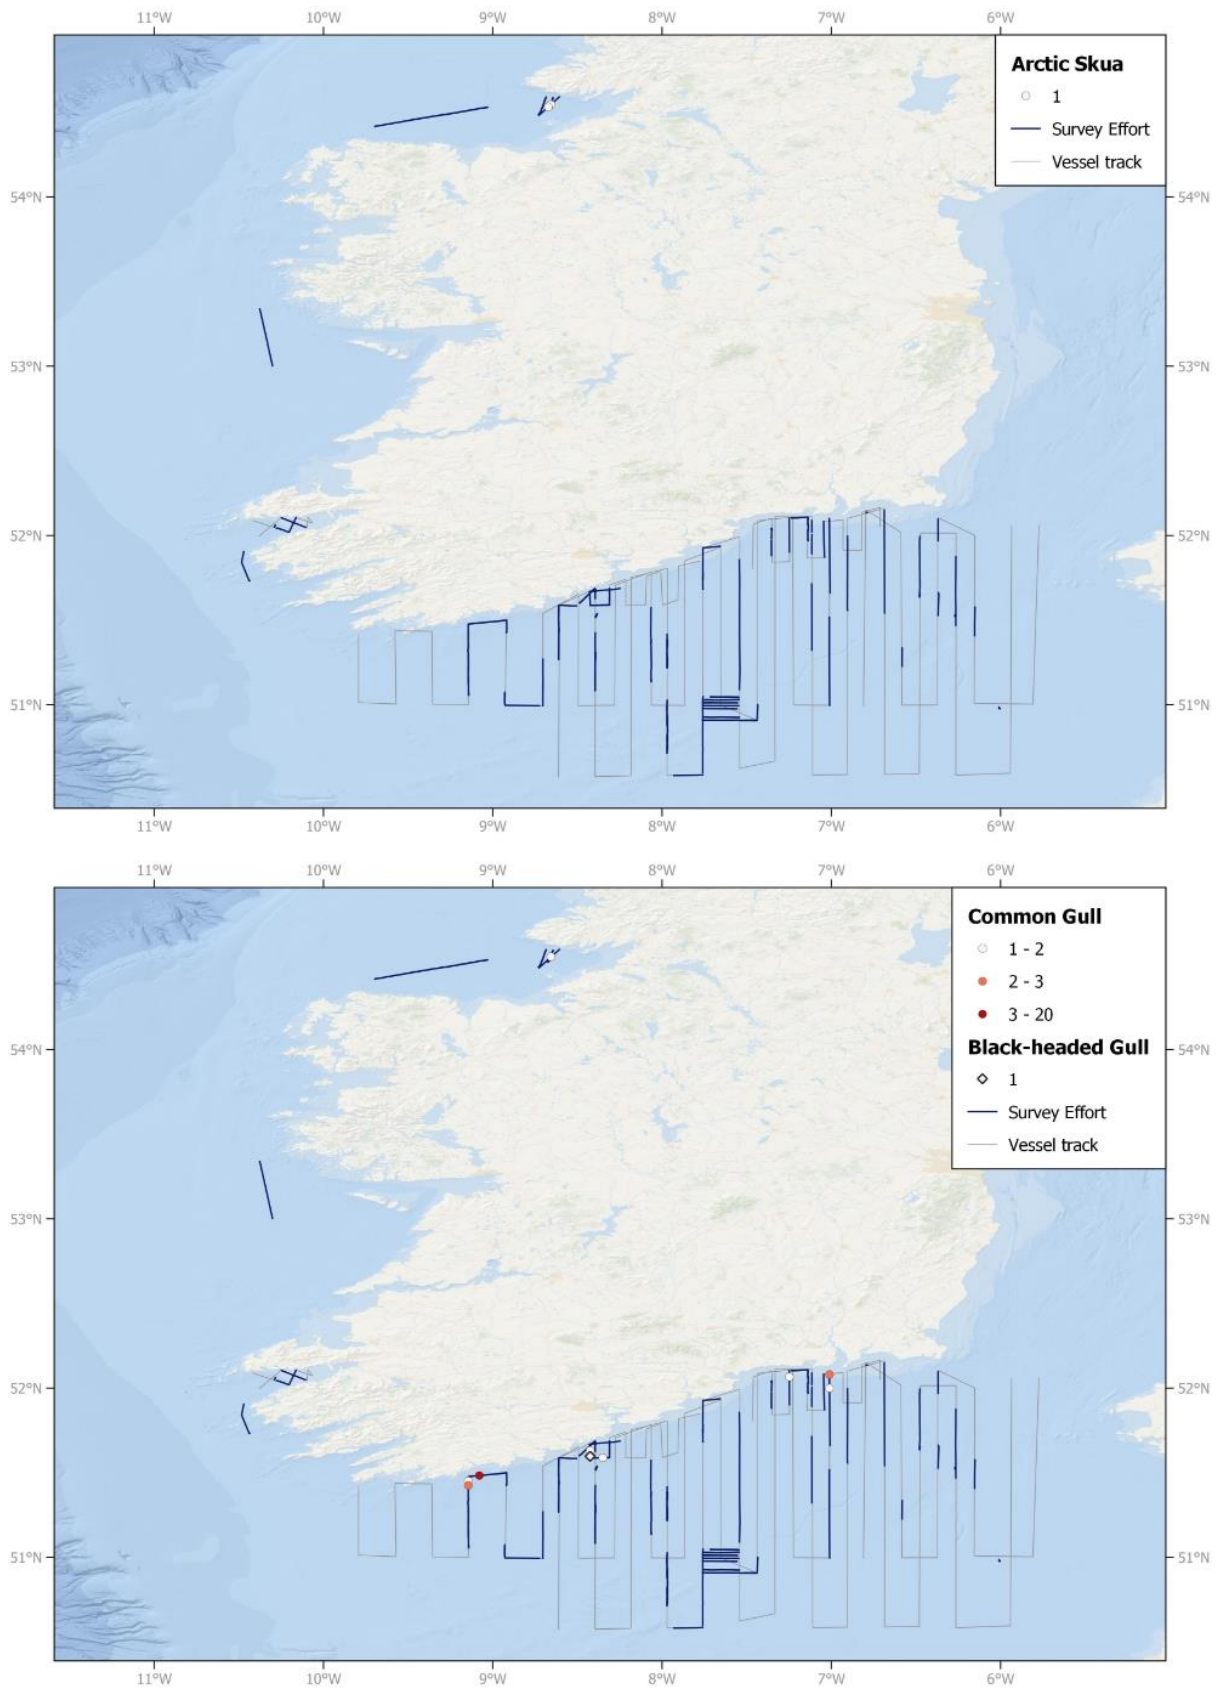 11°W 10°W 9°W 8°W 7°W 6°W
Arctic Skua
1
Survey Effort
Vessel track
54°N 54°N
53°N 53°N
52°N 52°N
51°N 51°N
11°W 10°W 9°W 8°W 7°W 6°W
11°W 10°W 9°W 8°W 7°W 6°W
Common Gull
1 - 2
2 - 3
3 - 20
Black-headed Gull
1
Survey Effort
Vessel track
54°N 54°N
53°N 53°N
52°N 52°N
51°N 51°N
11°W 10°W 9°W 8°W 7°W 6°W